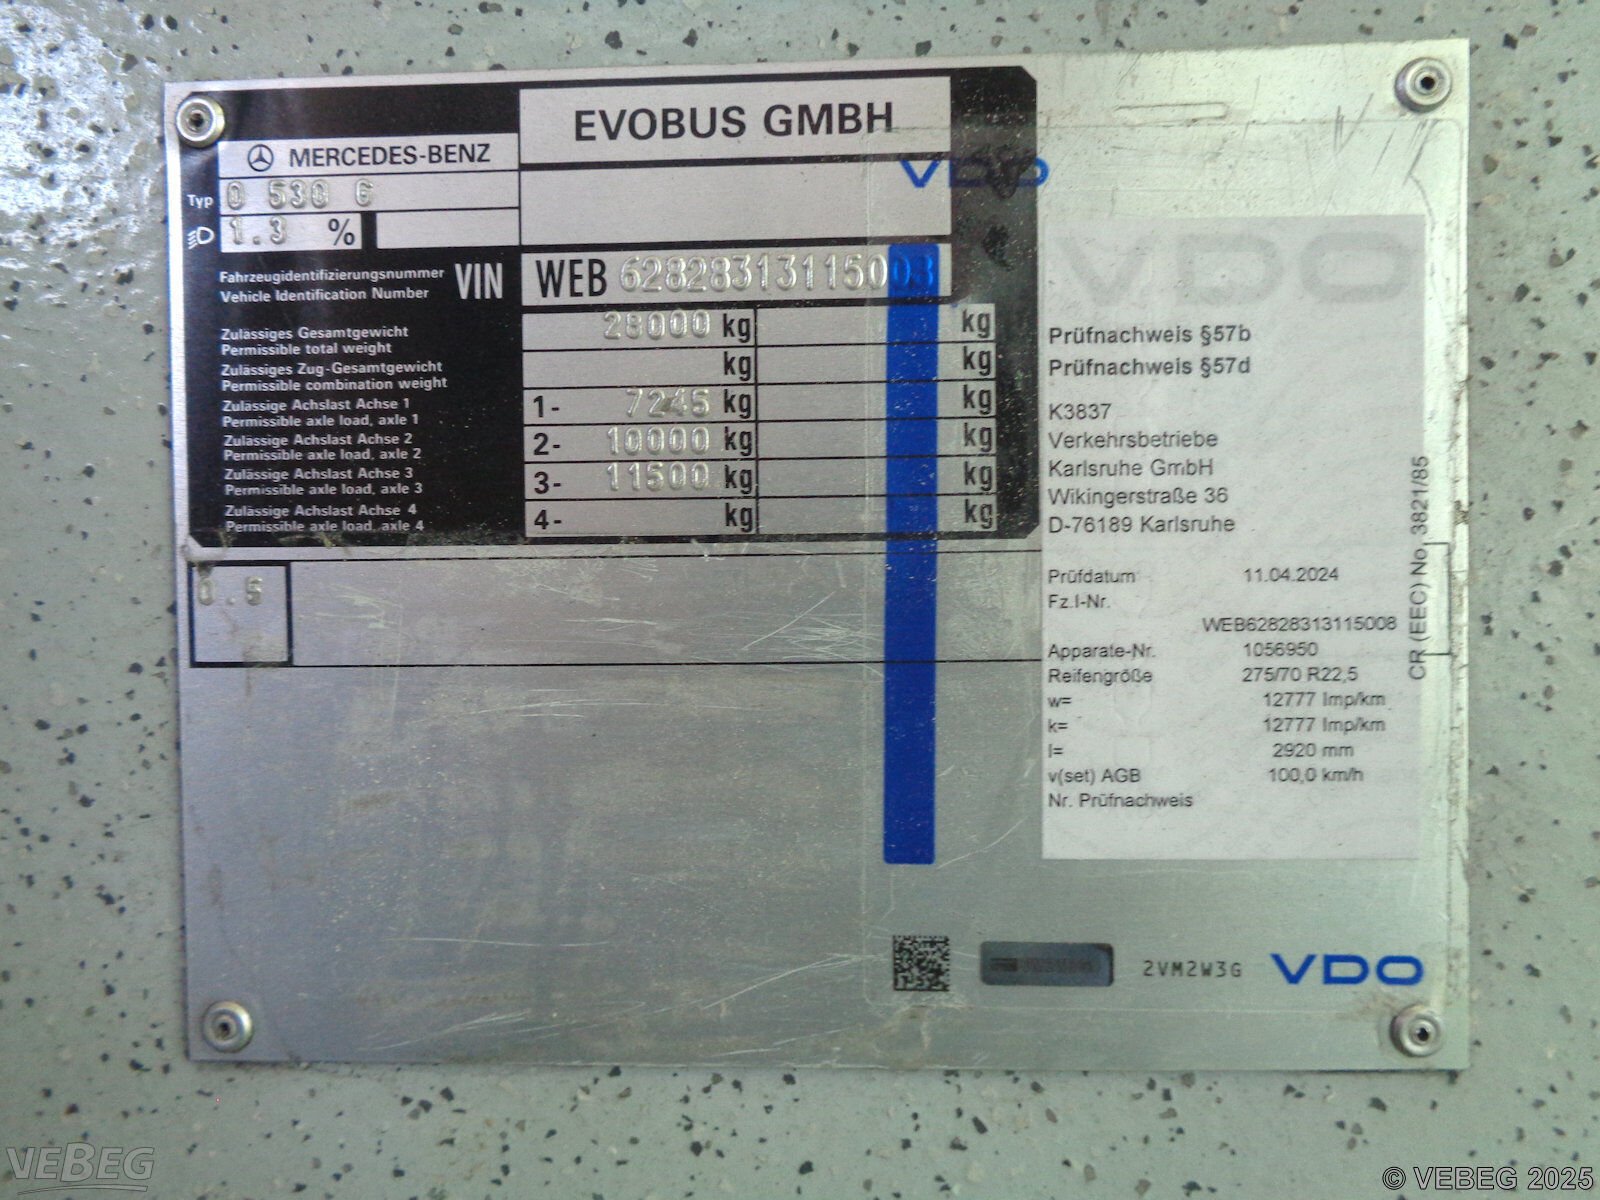 EVOBUS GMBH
MERCEDES-BENZ
Typ O 530 G
1.3 %
VDO
Fahrzeugidentifizierungsnummer
Vehicle Identification Number
VIN WEB 62828313115008
Zulässiges Gesamtgewicht
Permissible total weight
28000 kg kg
Zulässiges Zug-Gesamtgewicht
Permissible combination weight
kg kg
Zulässige Achslast Achse 1
Permissible axle load, axle 1
1- 7245 kg kg
Zulässige Achslast Achse 2
Permissible axle load, axle 2
2- 10000 kg kg
Zulässige Achslast Achse 3
Permissible axle load, axle 3
3- 11500 kg kg
Zulässige Achslast Achse 4
Permissible axle load, axle 4
4- kg kg
0.5
VDO
Prüfnachweis §57b
Prüfnachweis §57d
K3837
Verkehrsbetriebe
Karlsruhe GmbH
Wikingerstraße 36
D-76189 Karlsruhe
Prüfdatum 11.04.2024
Fz.I-Nr.
WEB62828313115008
Apparate-Nr. 1056950
Reifengröße 275/70 R22,5
w= 12777 Imp/km
k= 12777 Imp/km
l= 2920 mm
v(set) AGB 100,0 km/h
Nr. Prüfnachweis
CR (EEC) No. 3821/85
2VM2W3G
VDO
VEBEG
© VEBEG 2025